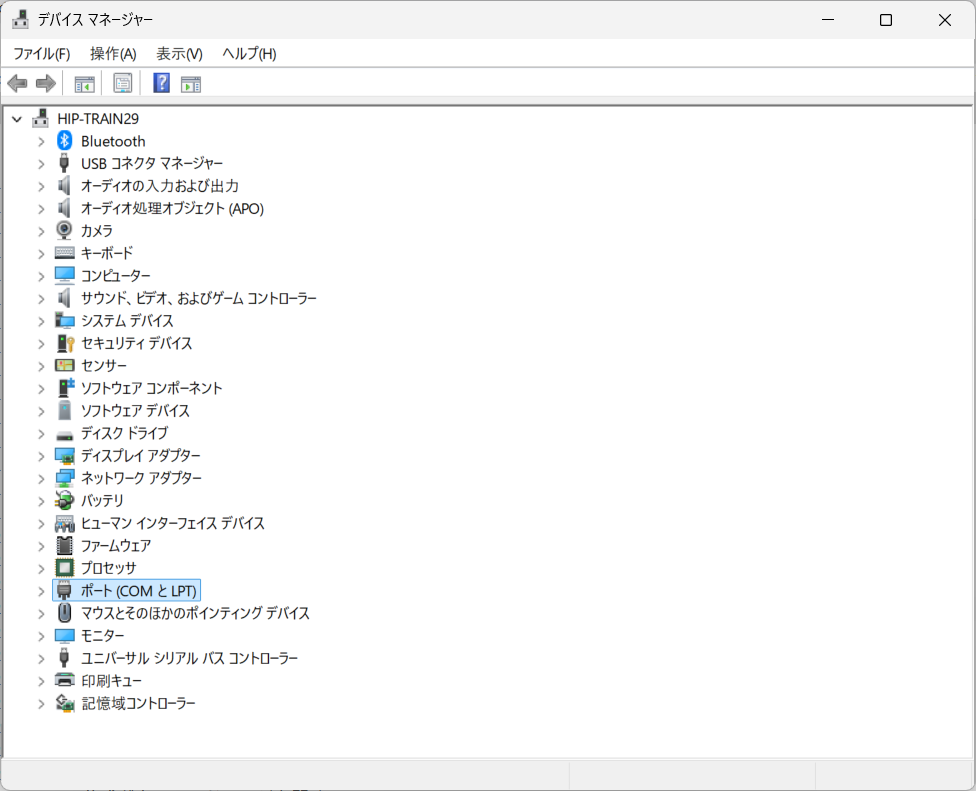 デバイス マネージャー
ファイル(F) 操作(A) 表示(V) ヘルプ(H)
HIP-TRAIN29
Bluetooth
USB コネクタ マネージャー
オーディオの入力および出力
オーディオ処理オブジェクト (APO)
カメラ
キーボード
コンピューター
サウンド、ビデオ、およびゲーム コントローラー
システム デバイス
セキュリティ デバイス
センサー
ソフトウェア コンポーネント
ソフトウェア デバイス
ディスク ドライブ
ディスプレイ アダプター
ネットワーク アダプター
バッテリ
ヒューマン インターフェイス デバイス
ファームウェア
プロセッサ
ポート (COM と LPT)
マウスとそのほかのポインティング デバイス
モニター
ユニバーサル シリアル バス コントローラー
印刷キュー
記憶域コントローラー